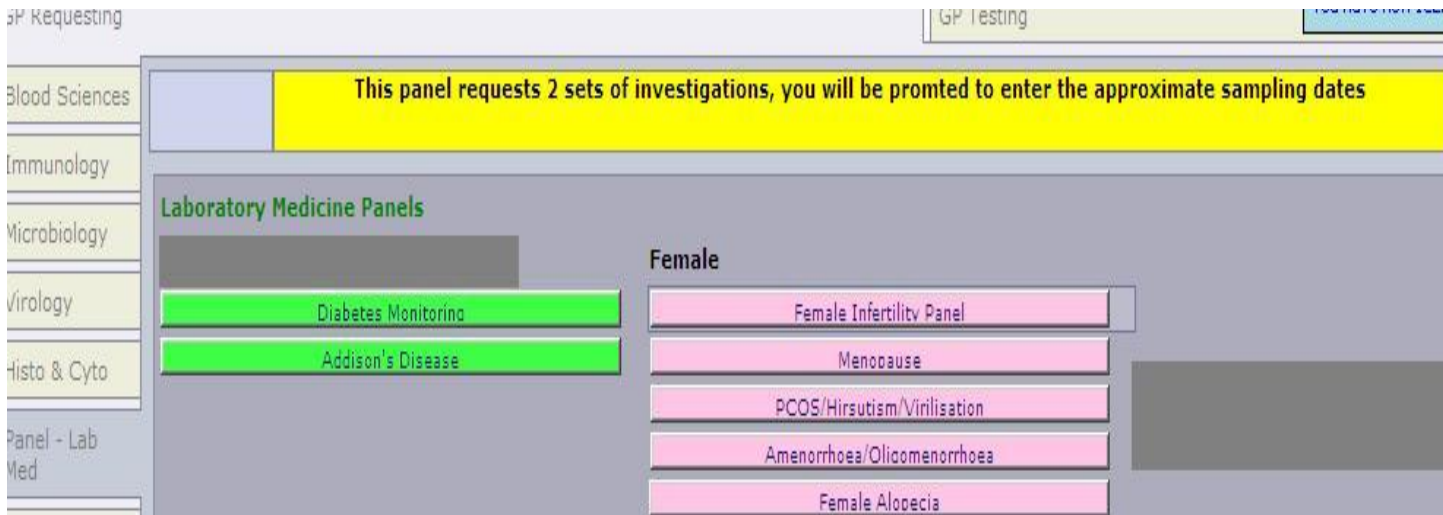 GP Requesting
GP Testing
Blood Sciences
This panel requests 2 sets of investigations, you will be promted to enter the approximate sampling dates
Immunology
Microbiology
Virology
Histo & Cyto
Panel - Lab
Med
Laboratory Medicine Panels
Diabetes Monitoring
Addison's Disease
Female
Female Infertility Panel
Menopause
PCOS/Hirsutism/Virilisation
Amenorrhoea/Oligomenorrhoea
Female Alopecia